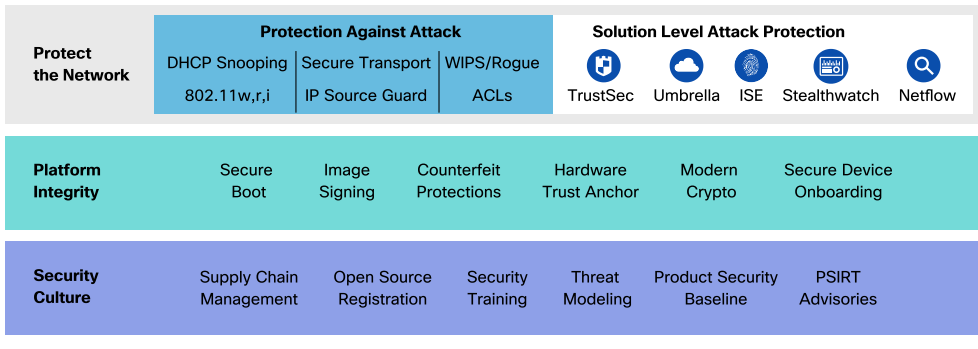 Protect
the Network
Protection Against Attack
DHCP Snooping
Secure Transport
WIPS/Rogue
802.11w,r,i
IP Source Guard
ACLs
Solution Level Attack Protection
TrustSec
Umbrella
ISE
Stealthwatch
Netflow
Platform
Integrity
Secure
Boot
Image
Signing
Counterfeit
Protections
Hardware
Trust Anchor
Modern
Crypto
Secure Device
Onboarding
Security
Culture
Supply Chain
Management
Open Source
Registration
Security
Training
Threat
Modeling
Product Security
Baseline
PSIRT
Advisories